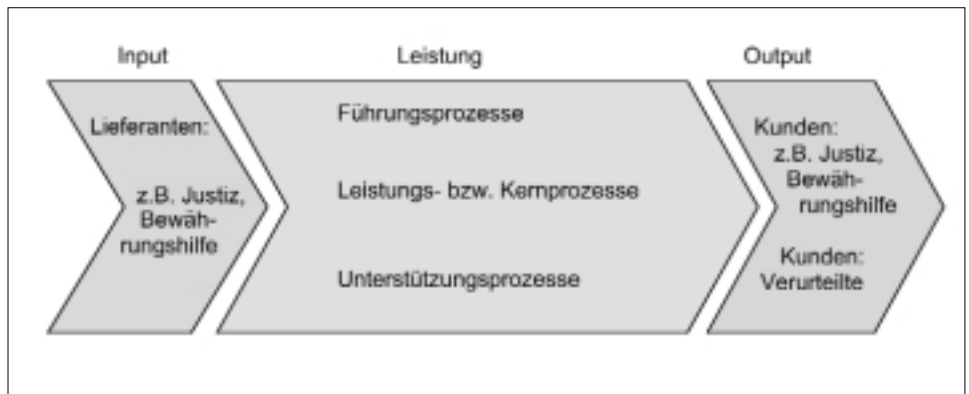 Input
Leistung
Output
Lieferanten:
z.B. Justiz,
Bewäh-
rungshilfe
Führungsprozesse
Leistungs- bzw. Kernprozesse
Unterstützungsprozesse
Kunden:
z.B. Justiz,
Bewäh-
rungshilfe
Kunden:
Verurteilte